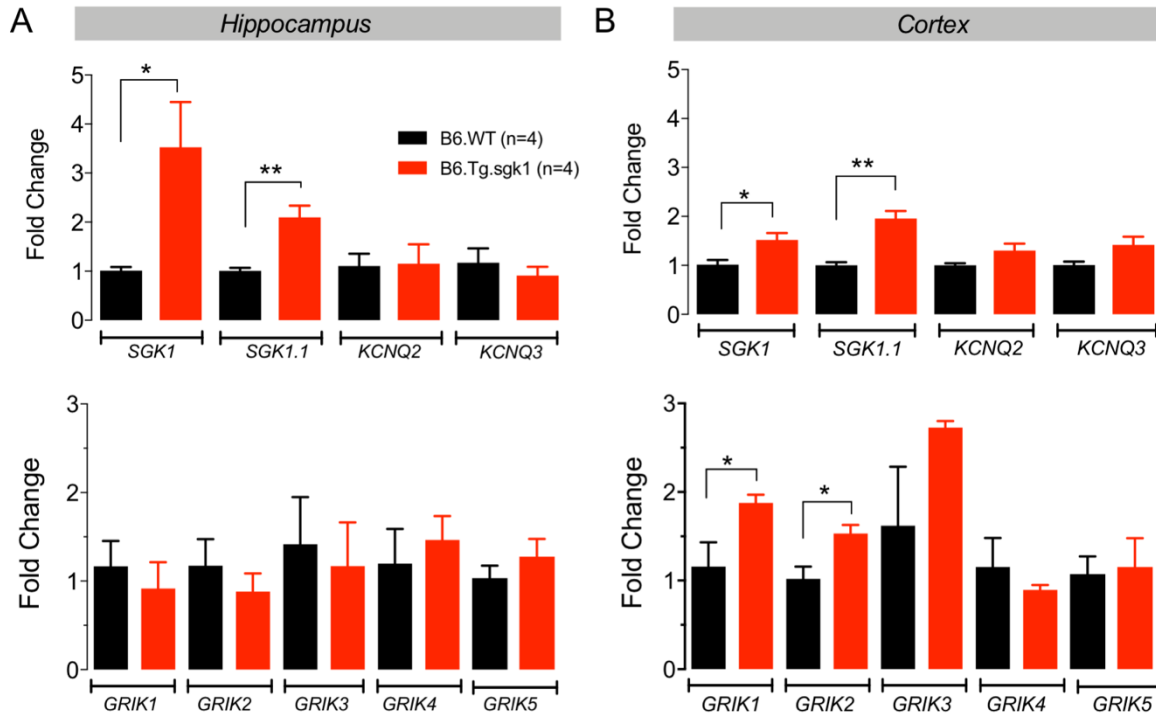 A
Hippocampus
B
Cortex
Fold Change
5
4
3
2
1
0
*
**
B6.WT (n=4)
B6.Tg.sgk1 (n=4)
SGK1
SGK1.1
KCNQ2
KCNQ3
Fold Change
5
4
3
2
1
0
*
**
SGK1
SGK1.1
KCNQ2
KCNQ3
Fold Change
3
2
1
0
GRIK1
GRIK2
GRIK3
GRIK4
GRIK5
Fold Change
3
2
1
0
*
*
GRIK1
GRIK2
GRIK3
GRIK4
GRIK5